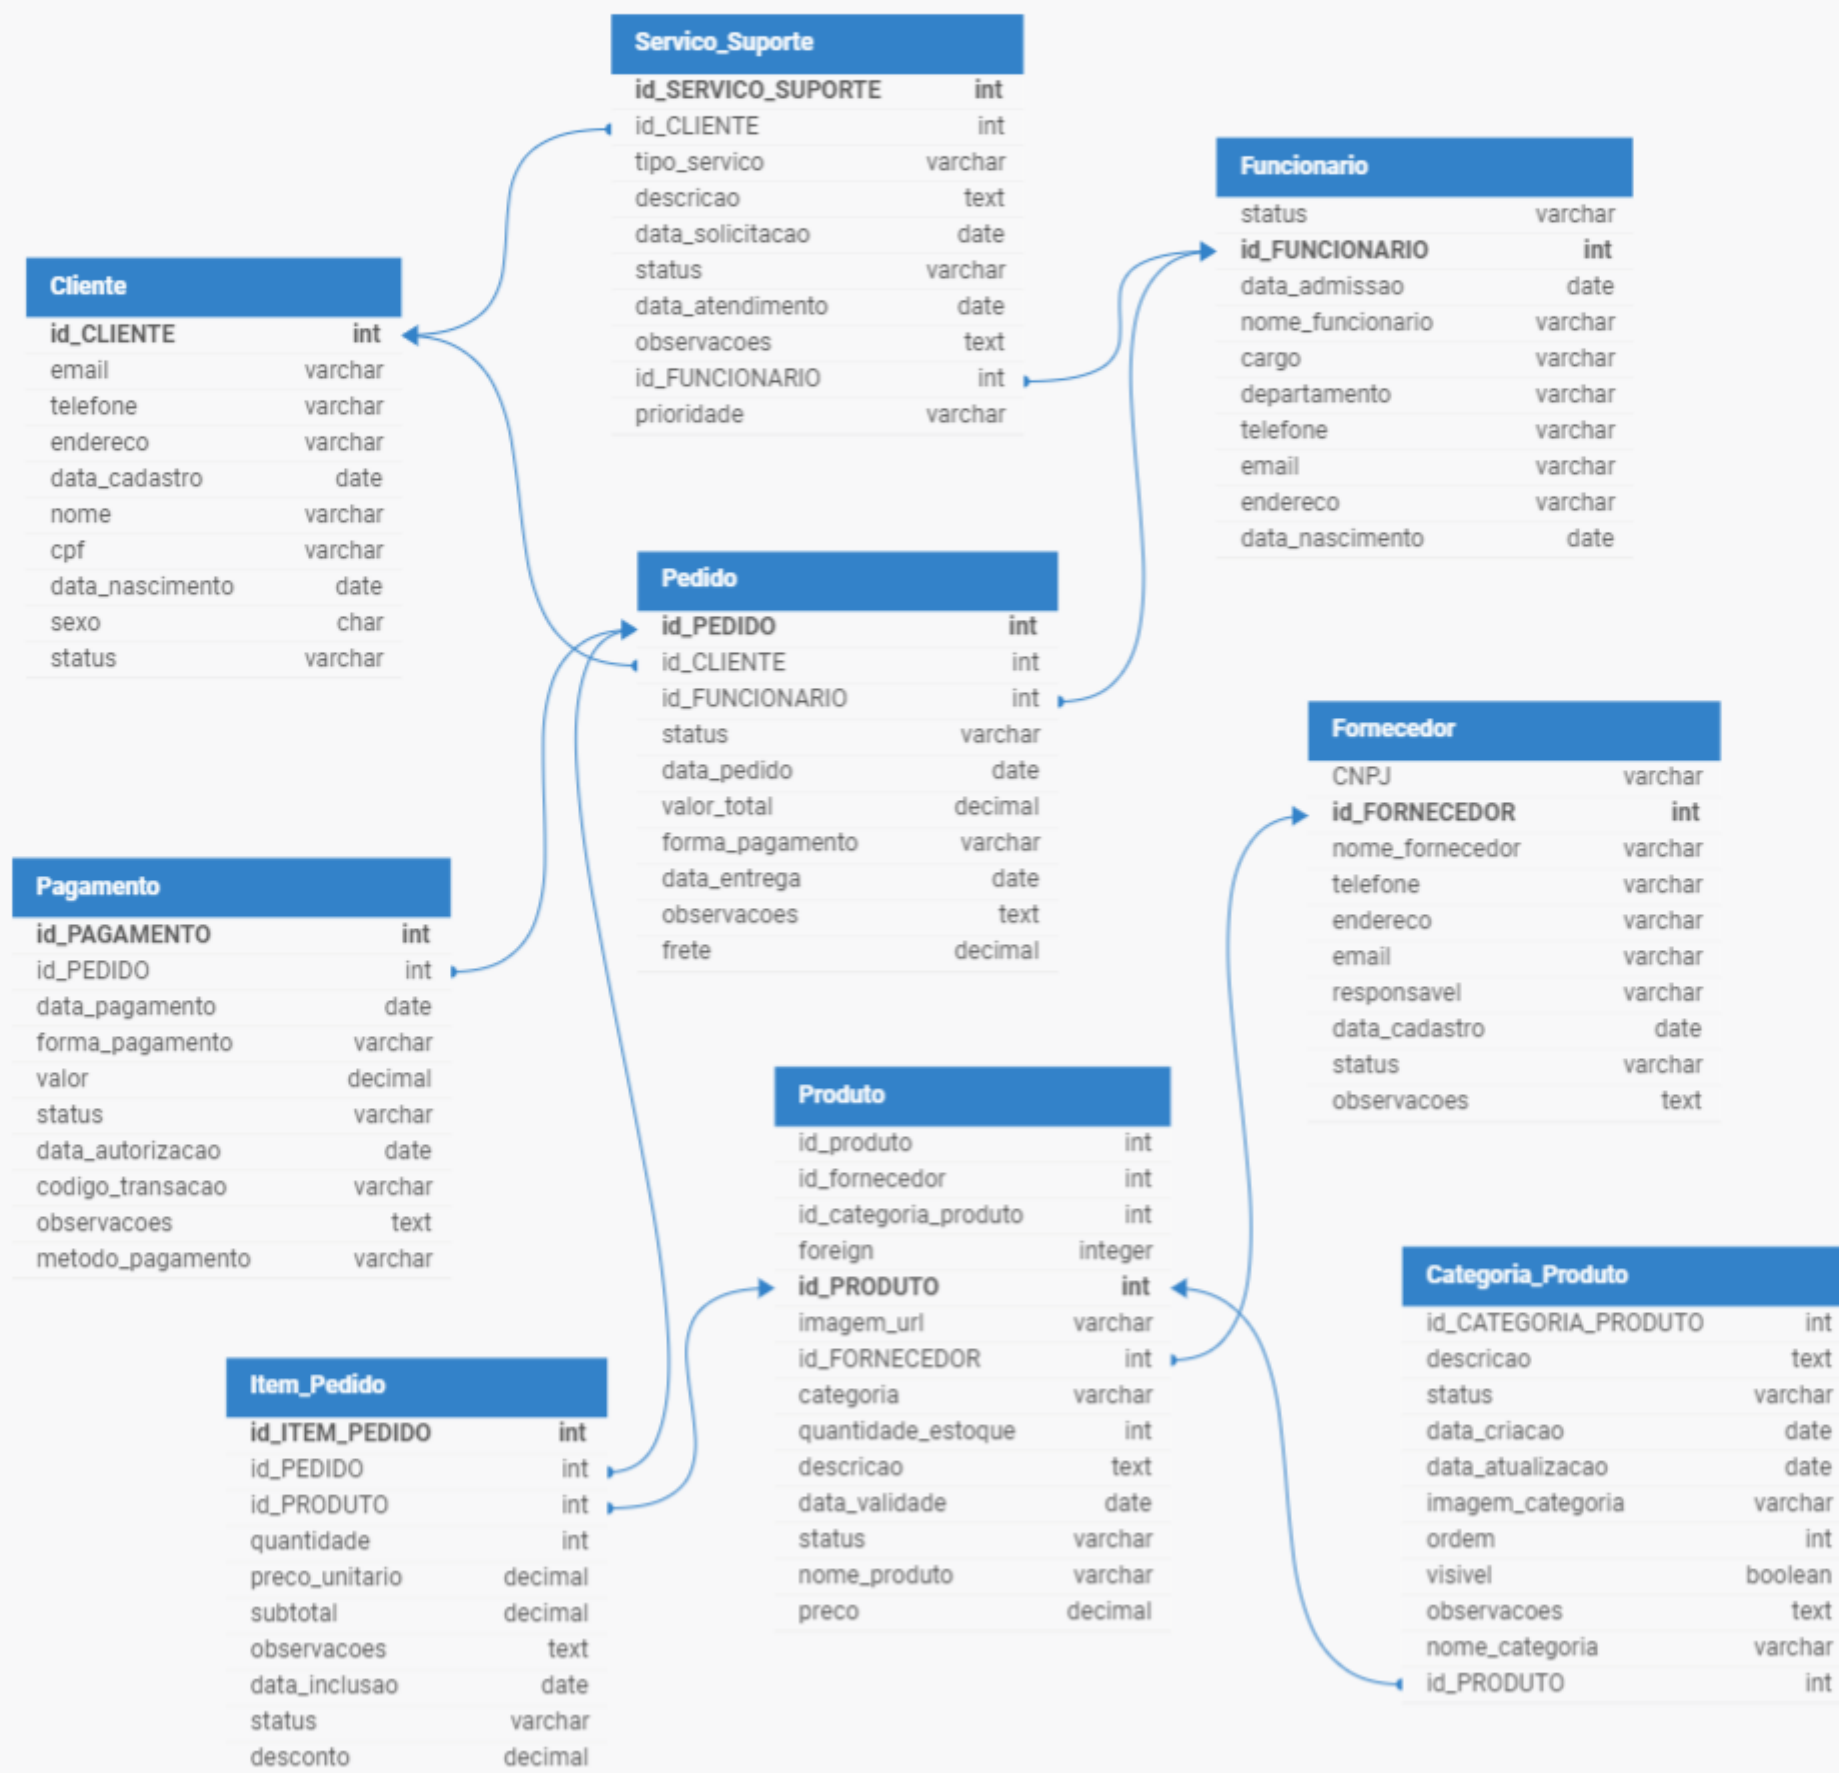 Servico_Suporte
id_SERVICO_SUPORTE int
id_CLIENTE int
tipo_servico varchar
descricao text
data_solicitacao date
status varchar
data_atendimento date
observacoes text
id_FUNCIONARIO int
prioridade varchar
Funcionario
status varchar
id_FUNCIONARIO int
data_admissao date
nome_funcionario varchar
cargo varchar
departamento varchar
telefone varchar
email varchar
endereco varchar
data_nascimento date
Cliente
id_CLIENTE int
email varchar
telefone varchar
endereco varchar
data_cadastro date
nome varchar
cpf varchar
data_nascimento date
sexo char
status varchar
Pedido
id_PEDIDO int
id_CLIENTE int
id_FUNCIONARIO int
status varchar
data_pedido date
valor_total decimal
forma_pagamento varchar
data_entrega date
observacoes text
frete decimal
Fornecedor
CNPJ varchar
id_FORNECEDOR int
nome_fornecedor varchar
telefone varchar
endereco varchar
email varchar
responsavel varchar
data_cadastro date
status varchar
observacoes text
Pagamento
id_PAGAMENTO int
id_PEDIDO int
data_pagamento date
forma_pagamento varchar
valor decimal
status varchar
data_autorizacao date
codigo_transacao varchar
observacoes text
metodo_pagamento varchar
Produto
id_produto int
id_fornecedor int
id_categoria_produto int
foreign integer
id_PRODUTO int
imagem_url varchar
id_FORNECEDOR int
categoria varchar
quantidade_estoque int
descricao text
data_validade date
status varchar
nome_produto varchar
preco decimal
Categoria_Produto
id_CATEGORIA_PRODUTO int
descricao text
status varchar
data_criacao date
data_atualizacao date
imagem_categoria varchar
ordem int
visivel boolean
observacoes text
nome_categoria varchar
id_PRODUTO int
Item_Pedido
id_ITEM_PEDIDO int
id_PEDIDO int
id_PRODUTO int
quantidade int
preco_unitario decimal
subtotal decimal
observacoes text
data_inclusao date
status varchar
desconto decimal